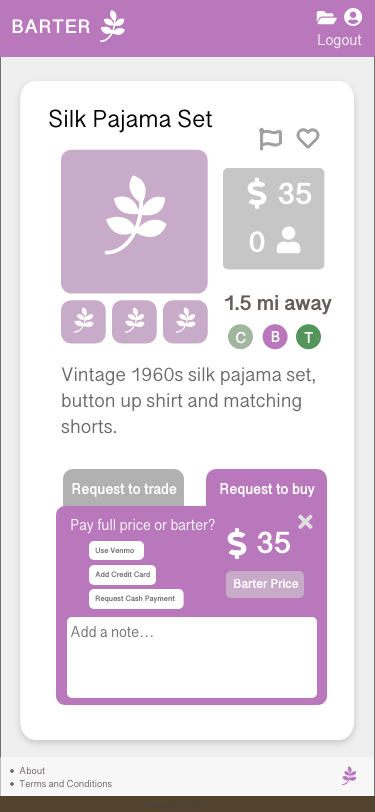 BARTER
Logout
Silk Pajama Set
$ 35
0
1.5 mi away
C B T
Vintage 1960s silk pajama set,
button up shirt and matching
shorts.
Request to trade Request to buy
Pay full price or barter?
$ 35
Use Venmo
Add Credit Card
Barter Price
Request Cash Payment
Add a note...
About
Terms and Conditions